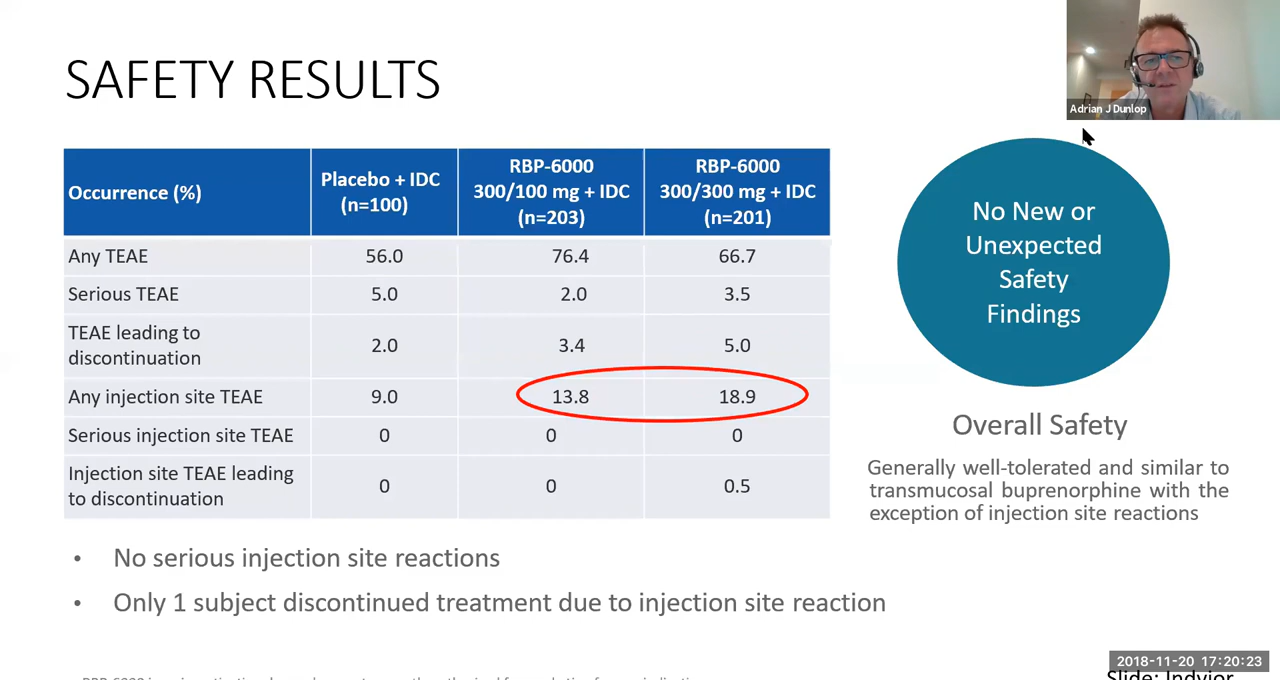 SAFETY RESULTS
Adrian J Dunlop
Occurrence (%)
Placebo + IDC
(n=100)
RBP-6000
300/100 mg + IDC
(n=203)
RBP-6000
300/300 mg + IDC
(n=201)
Any TEAE
56.0
76.4
66.7
Serious TEAE
5.0
2.0
3.5
TEAE leading to
discontinuation
2.0
3.4
5.0
Any injection site TEAE
9.0
13.8
18.9
Serious injection site TEAE
0
0
0
Injection site TEAE leading
to discontinuation
0
0
0.5
No New or
Unexpected
Safety
Findings
Overall Safety
Generally well-tolerated and similar to
transmucosal buprenorphine with the
exception of injection site reactions
• No serious injection site reactions
• Only 1 subject discontinued treatment due to injection site reaction
2018-11-20 17:20:23
Slide: Indvior